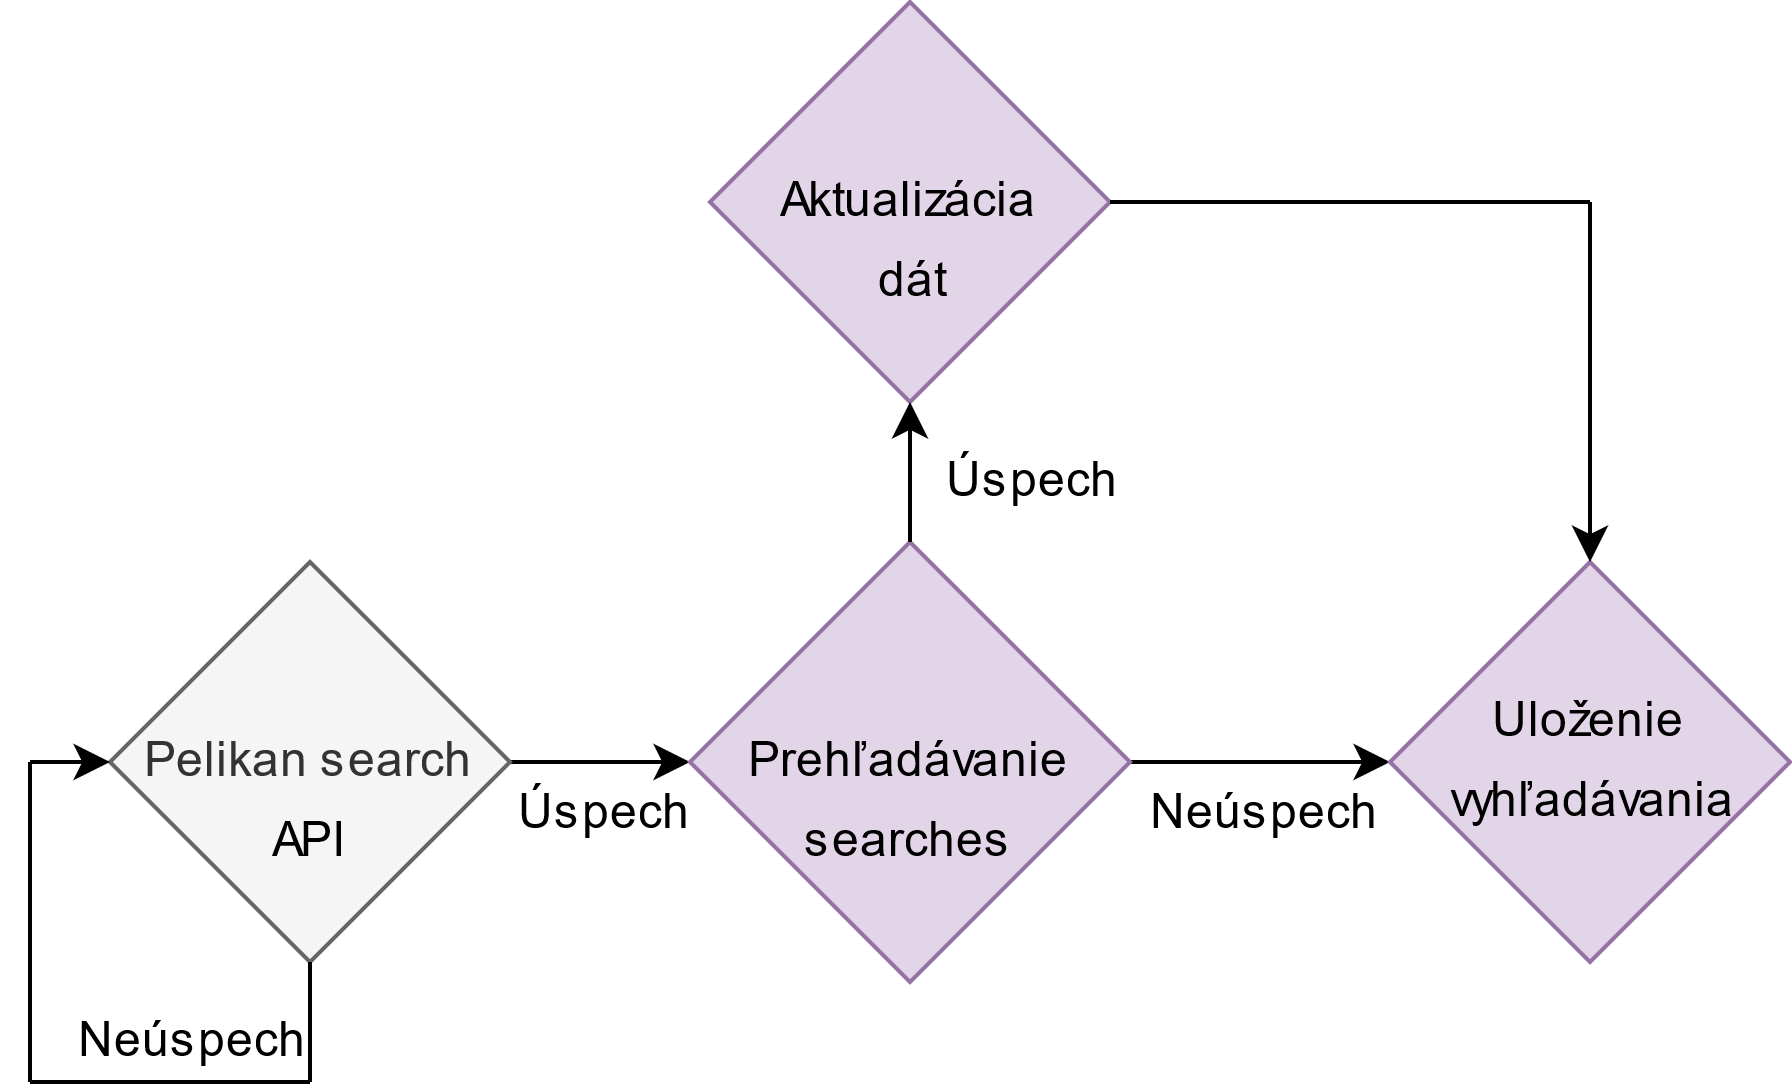 Aktualizácia
dát
Úspech
Pelikan search
API
Úspech
Prehľadávanie
searches
Neúspech
Uloženie
vyhľadávania
Neúspech